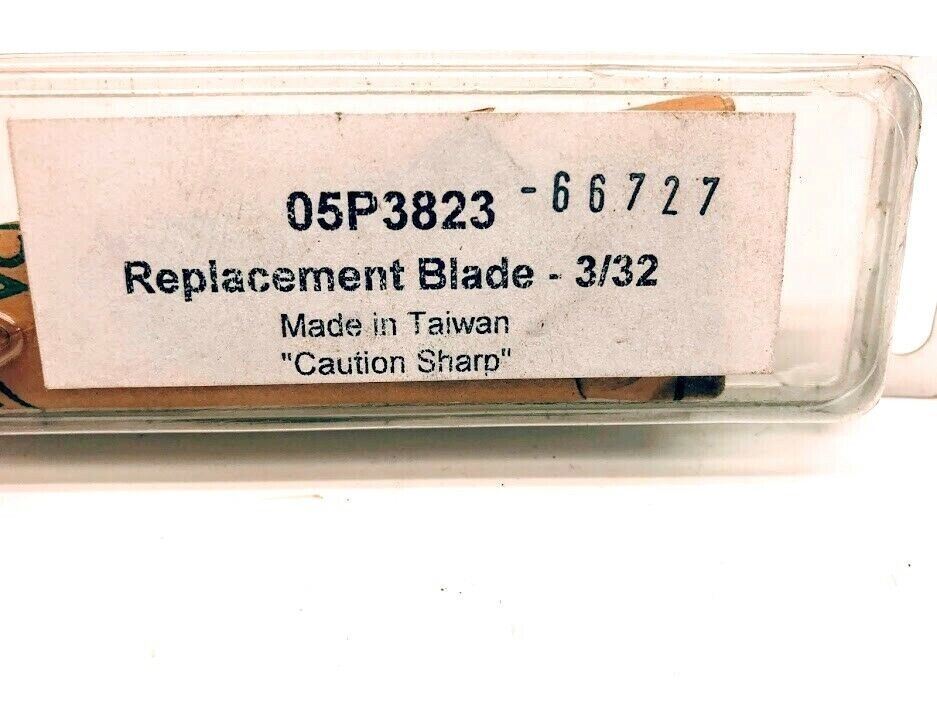 05P3823 -66727
Replacement Blade - 3/32
Made in Taiwan
"Caution Sharp"